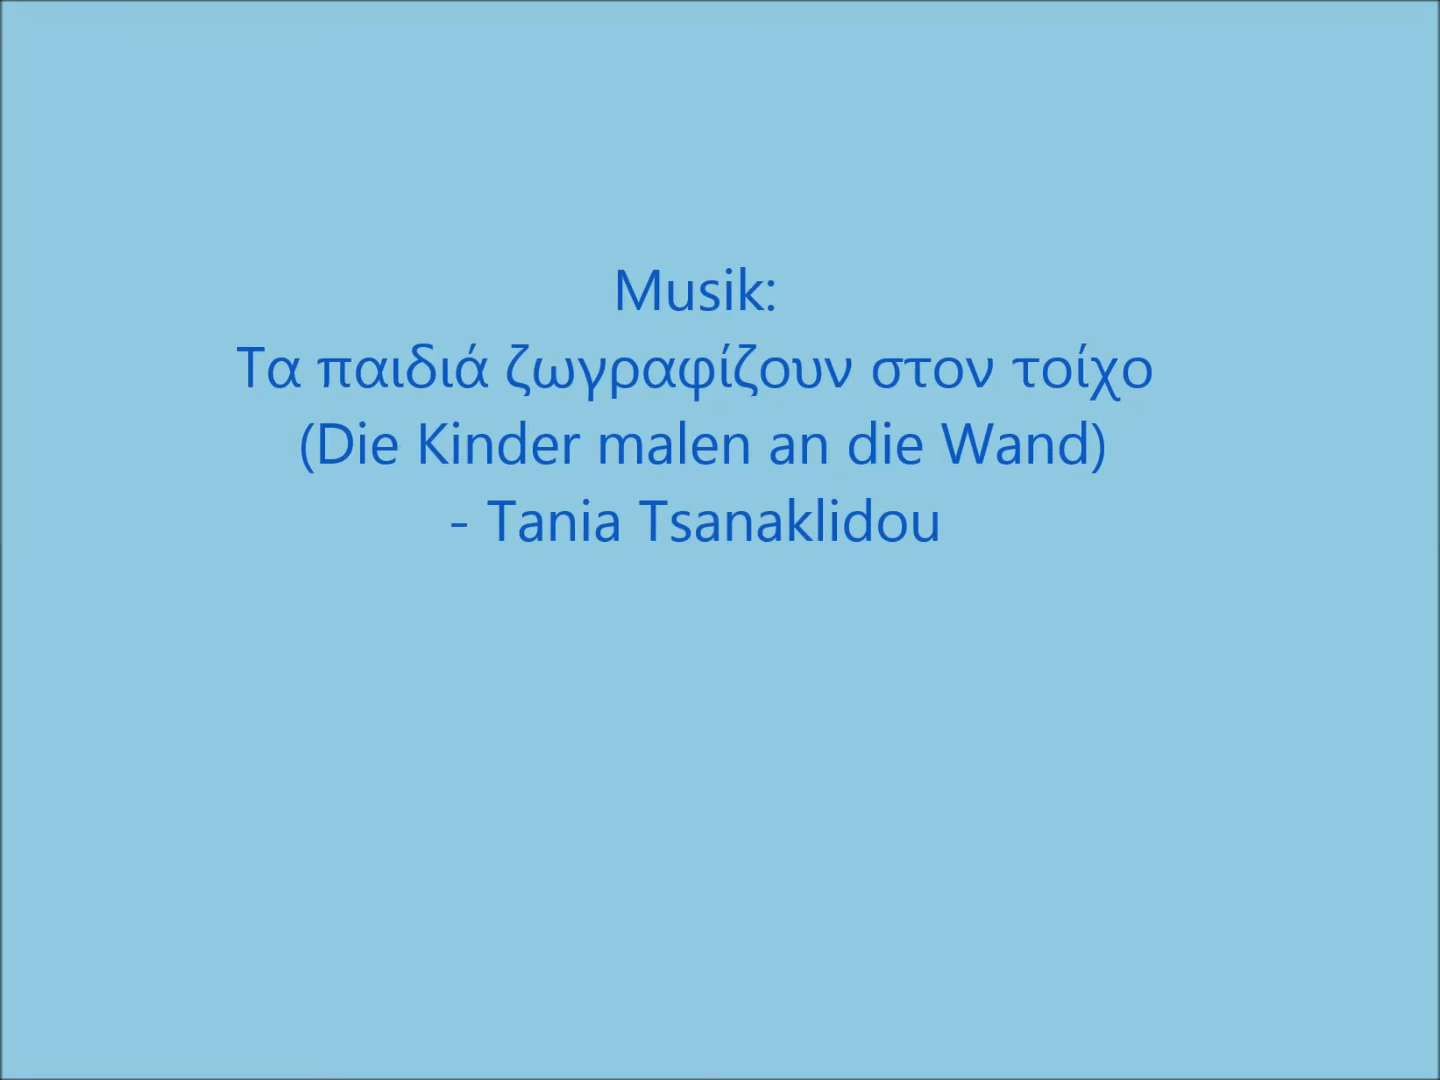 Musik:
Τα παιδιά ζωγραφίζουν στον τοίχο
(Die Kinder malen an die Wand)
- Tania Tsanaklidou